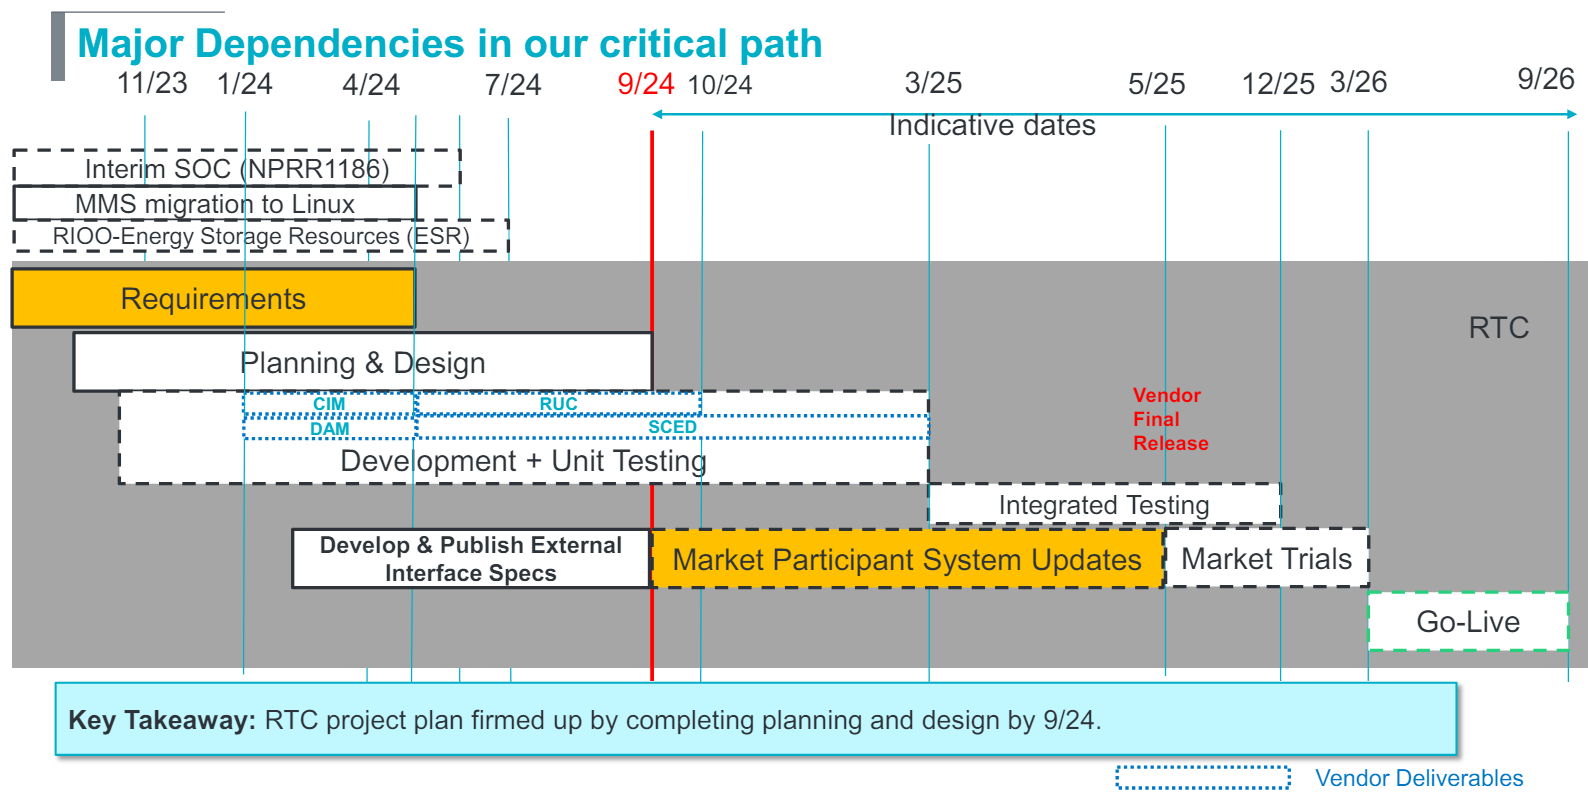 Major Dependencies in our critical path
11/23 1/24 4/24 7/24 9/24 10/24 3/25 5/25 12/25 3/26 9/26
Indicative dates
Interim SOC (NPRR1186)
MMS migration to Linux
RIOO-Energy Storage Resources (ESR)
Requirements
RTC
Planning & Design
CIM RUC
DAM SCED
Vendor
Final
Release
Development + Unit Testing
Integrated Testing
Develop & Publish External
Interface Specs
Market Participant System Updates
Market Trials
Go-Live
Key Takeaway: RTC project plan firmed up by completing planning and design by 9/24.
Vendor Deliverables